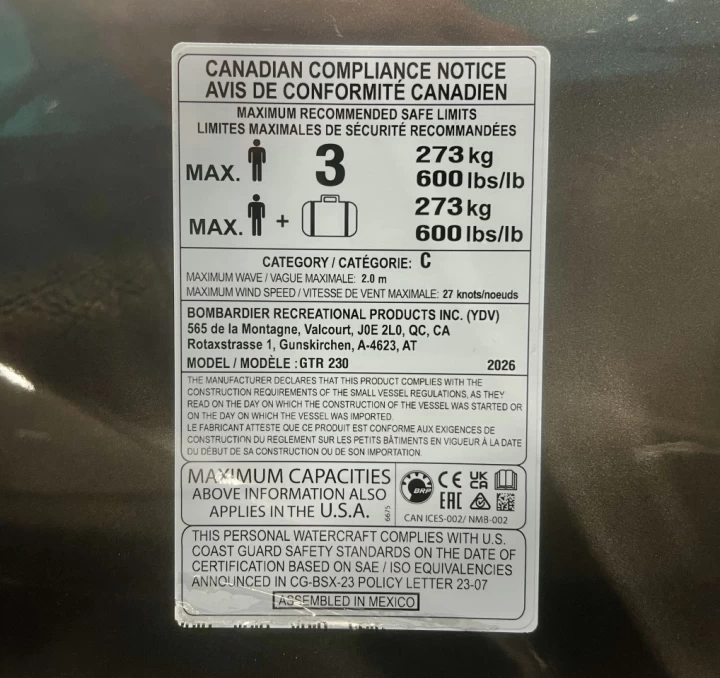 CANADIAN COMPLIANCE NOTICE
AVIS DE CONFORMITÉ CANADIEN
MAXIMUM RECOMMENDED SAFE LIMITS
LIMITES MAXIMALES DE SÉCURITÉ RECOMMANDÉES
MAX. 3 273 kg
600 lbs/lb
MAX. + 273 kg
600 lbs/lb
CATEGORY / CATÉGORIE: C
MAXIMUM WAVE / VAGUE MAXIMALE: 2.0 m
MAXIMUM WIND SPEED / VITESSE DE VENT MAXIMALE: 27 knots/noeuds
BOMBARDIER RECREATIONAL PRODUCTS INC. (YDV)
565 de la Montagne, Valcourt, J0E 2L0, QC, CA
Rotaxstrasse 1, Gunskirchen, A-4623, AT
MODEL / MODÈLE : GTR 230 2026
THE MANUFACTURER DECLARES THAT THIS PRODUCT COMPLIES WITH THE
CONSTRUCTION REQUIREMENTS OF THE SMALL VESSEL REGULATIONS, AS THEY
READ ON THE DAY ON WHICH THE CONSTRUCTION OF THE VESSEL WAS STARTED OR
ON THE DAY ON WHICH THE VESSEL WAS IMPORTED.
LE FABRICANT ATTESTE QUE CE PRODUIT EST CONFORME AUX EXIGENCES DE
CONSTRUCTION DU REGLEMENT SUR LES PETITS BÂTIMENTS EN VIGUEUR À LA DATE
DU DÉBUT DE SA CONSTRUCTION OU DE SON IMPORTATION.
MAXIMUM CAPACITIES
ABOVE INFORMATION ALSO
APPLIES IN THE U.S.A.
6675
BRP CE UK CA
EAC
CAN ICES-002/ NMB-002
THIS PERSONAL WATERCRAFT COMPLIES WITH U.S.
COAST GUARD SAFETY STANDARDS ON THE DATE OF
CERTIFICATION BASED ON SAE / ISO EQUIVALENCIES
ANNOUNCED IN CG-BSX-23 POLICY LETTER 23-07
ASSEMBLED IN MEXICO